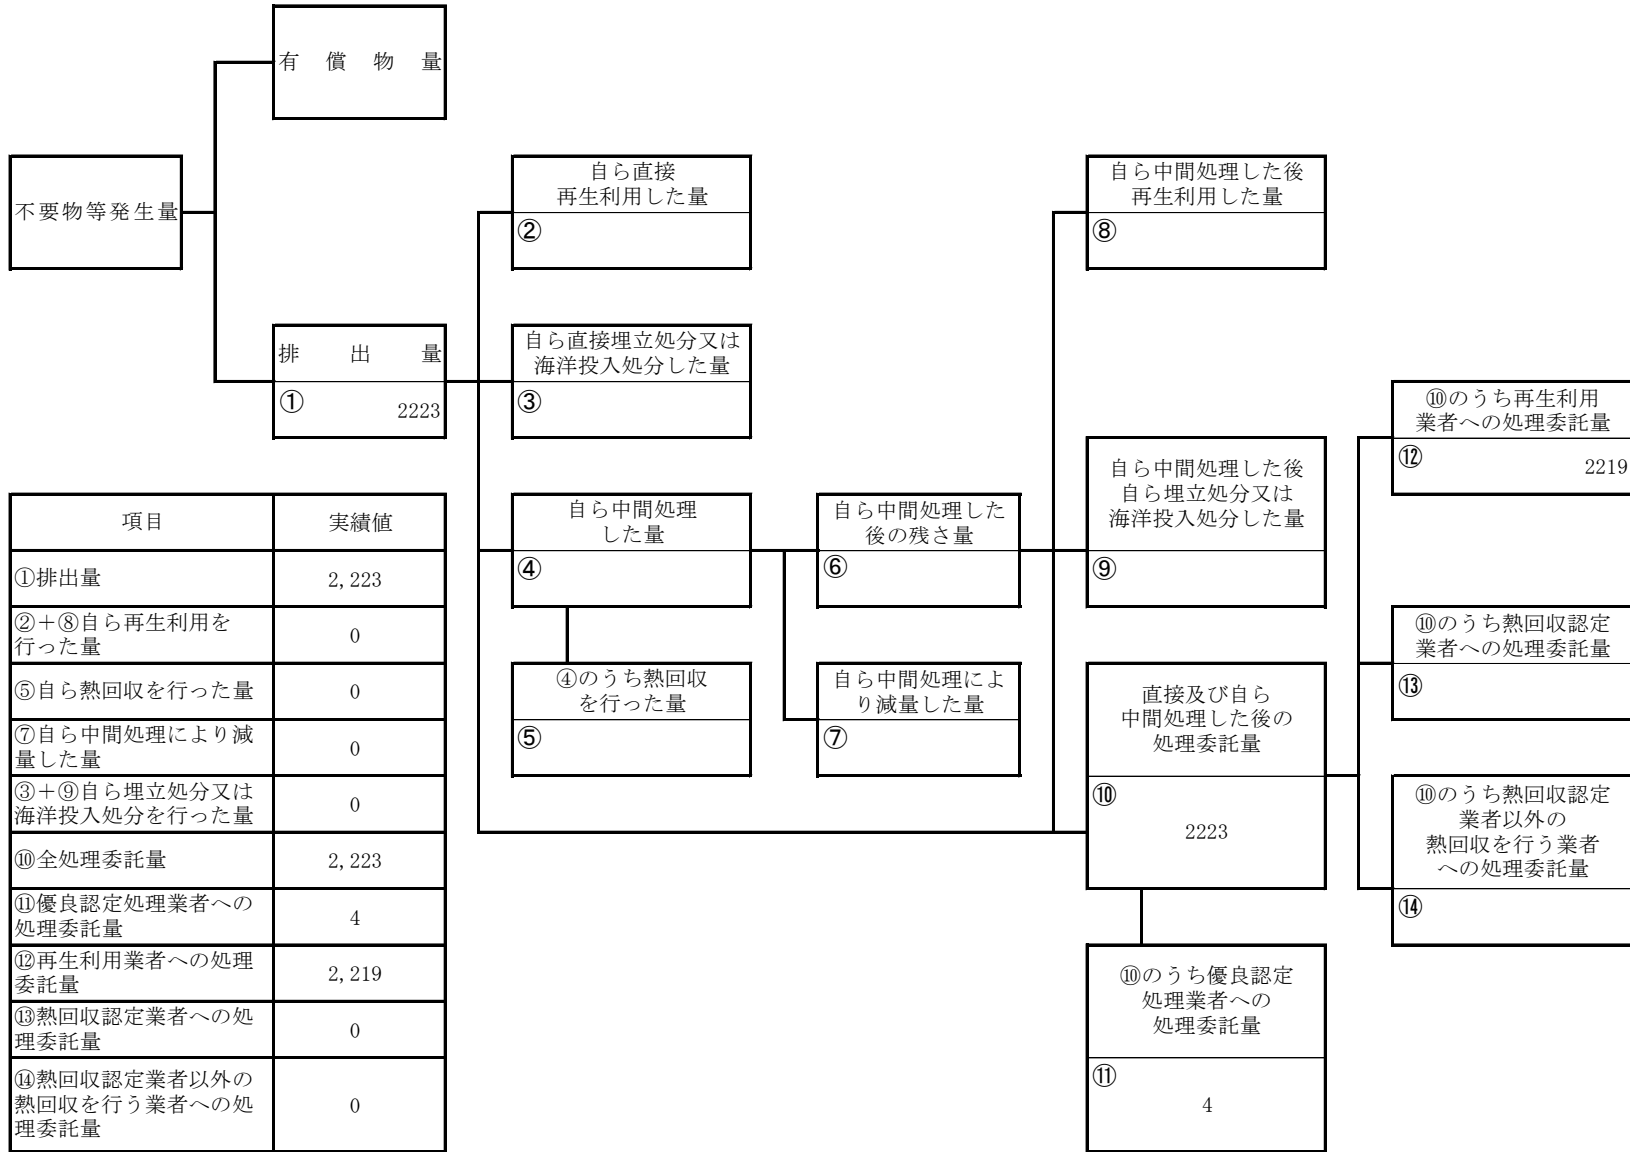 有償物量
不要物等発生量
排出量
① 2223
自ら直接
再生利用した量
②
自ら直接埋立処分又は
海洋投入処分した量
③
自ら中間処理
した量
④
④のうち熱回収
を行った量
⑤
自ら中間処理した
後の残さ量
⑥
自ら中間処理によ
り減量した量
⑦
自ら中間処理した後
再生利用した量
⑧
自ら中間処理した後
自ら埋立処分又は
海洋投入処分した量
⑨
直接及び自ら
中間処理した後の
処理委託量
⑩
2223
⑩のうち優良認定
処理業者への
処理委託量
⑪
4
⑩のうち再生利用
業者への処理委託量
⑫ 2219
⑩のうち熱回収認定
業者への処理委託量
⑬
⑩のうち熱回収認定
業者以外の
熱回収を行う業者
への処理委託量
⑭
項目 実績値
①排出量 2,223
②+⑧自ら再生利用を
行った量 0
⑤自ら熱回収を行った量 0
⑦自ら中間処理により減
量した量 0
③+⑨自ら埋立処分又は
海洋投入処分を行った量 0
⑩全処理委託量 2,223
⑪優良認定処理業者への
処理委託量 4
⑫再生利用業者への処理
委託量 2,219
⑬熱回収認定業者への処
理委託量 0
⑭熱回収認定業者以外の
熱回収を行う業者への処
理委託量 0